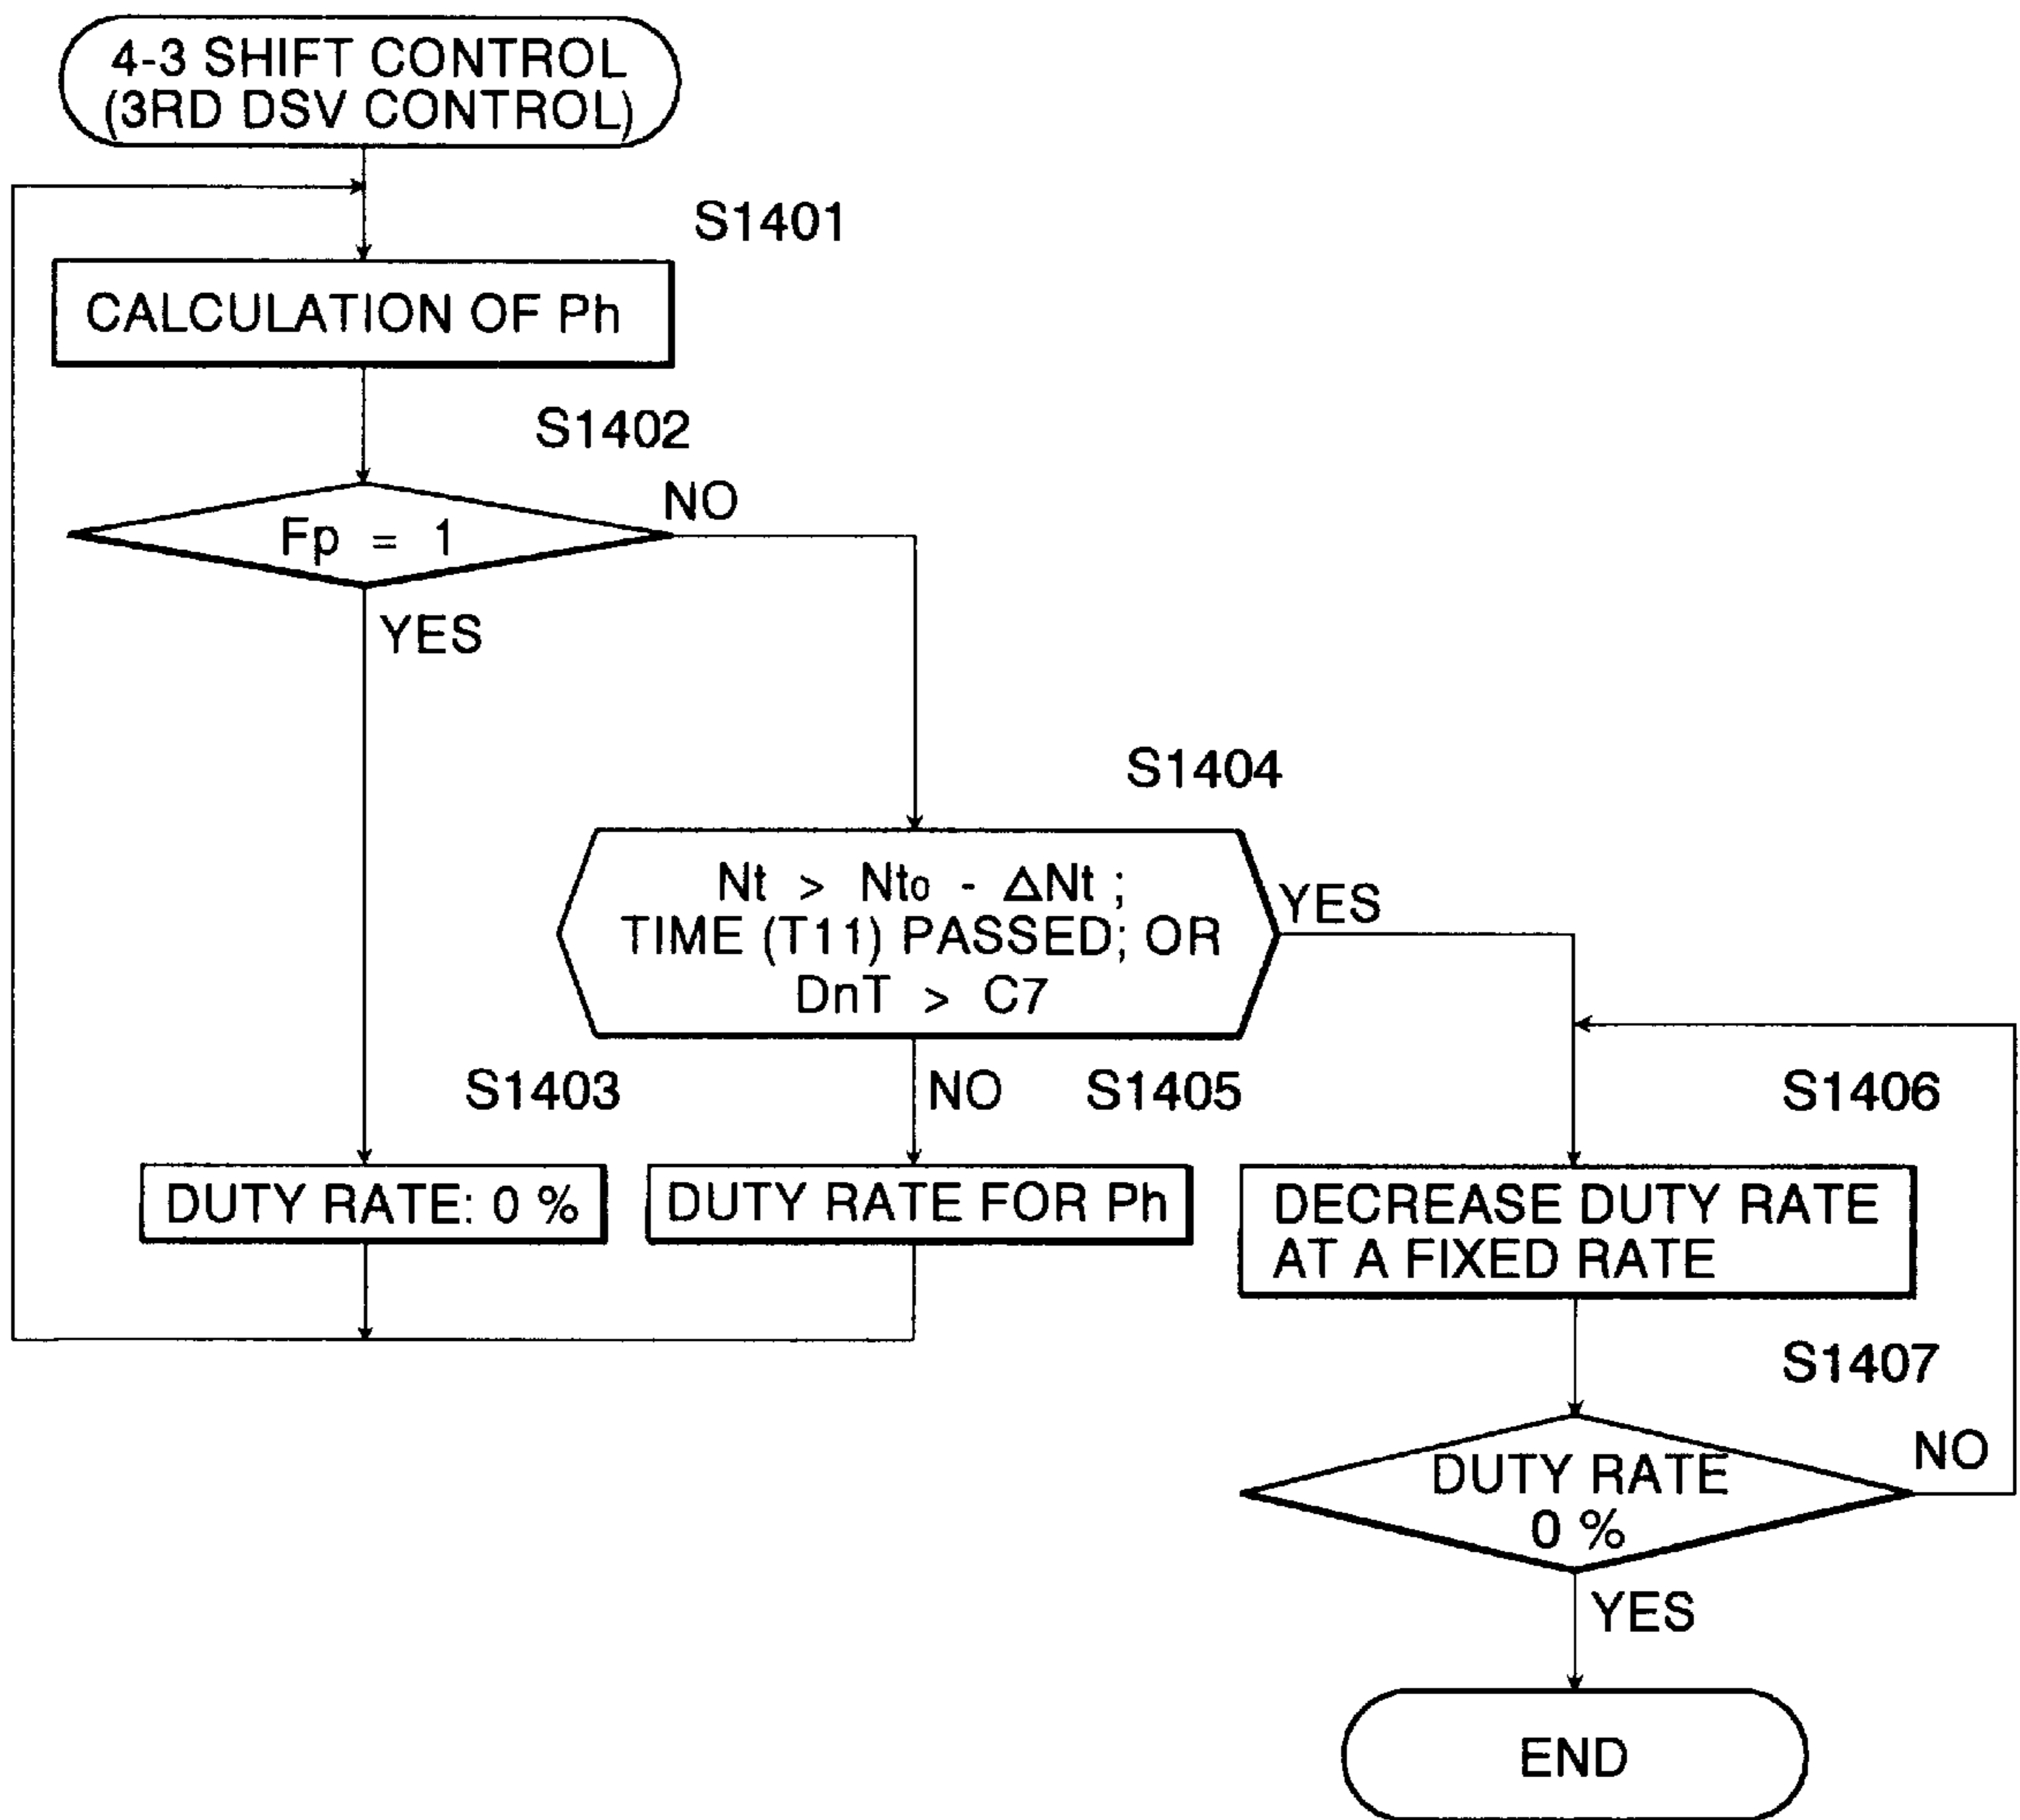 4-3 SHIFT CONTROL
(3RD DSV CONTROL)
S1401
CALCULATION OF Ph
S1402
Fp = 1
NO
YES
S1404
Nt > Nto - ΔNt ;
TIME (T11) PASSED; OR
DnT > C7
YES
S1403
NO
S1405
S1406
DUTY RATE: 0 %
DUTY RATE FOR Ph
DECREASE DUTY RATE
AT A FIXED RATE
S1407
DUTY RATE
0 %
NO
YES
END